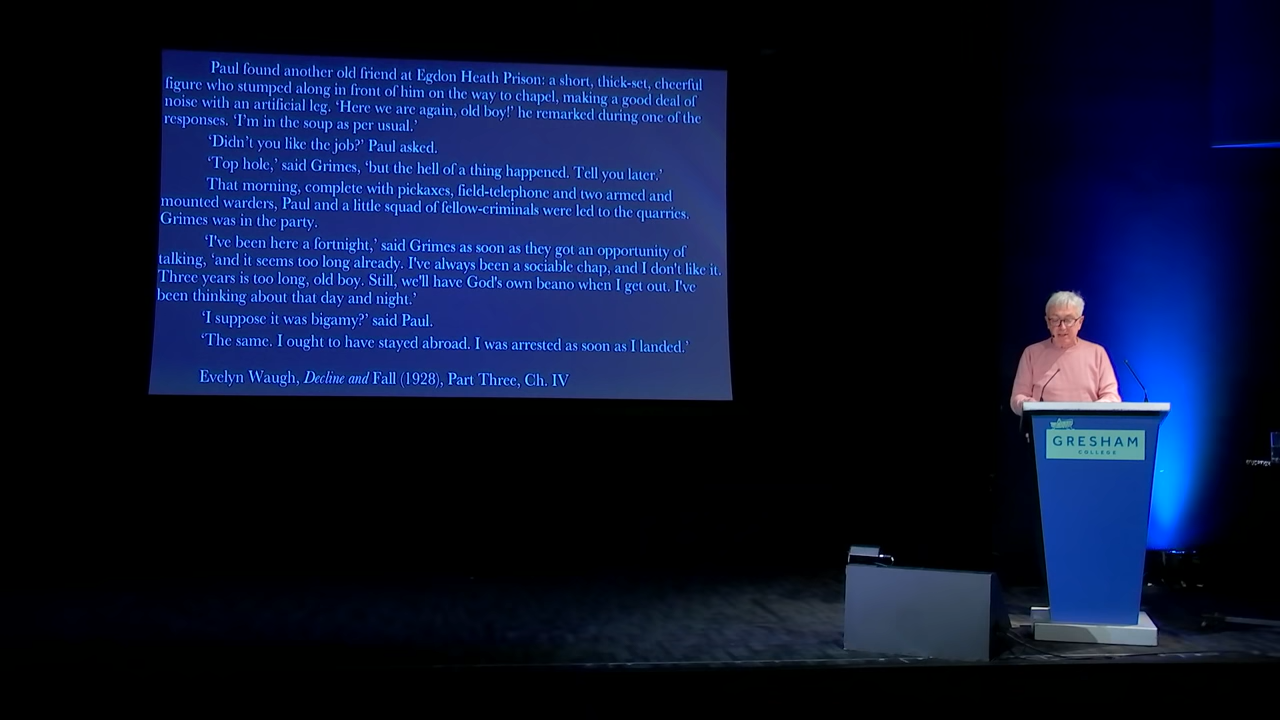 Paul found another old friend at Egdon Heath Prison: a short, thick-set, cheerful
figure who stumped along in front of him on the way to chapel, making a good deal of
noise with an artificial leg. ‘Here we are again, old boy!’ he remarked during one of the
responses. ‘I’m in the soup as per usual.’
‘Didn’t you like the job?’ Paul asked.
‘Top hole,’ said Grimes, ‘but the hell of a thing happened. Tell you later.’
That morning, complete with pickaxes, field-telephone and two armed and
mounted warders, Paul and a little squad of fellow-criminals were led to the quarries.
Grimes was in the party.
‘I've been here a fortnight,’ said Grimes as soon as they got an opportunity of
talking, ‘and it seems too long already. I've always been a sociable chap, and I don't like it.
Three years is too long, old boy. Still, we'll have God's own beano when I get out. I've
been thinking about that day and night.’
‘I suppose it was bigamy?’ said Paul.
‘The same. I ought to have stayed abroad. I was arrested as soon as I landed.’
Evelyn Waugh, Decline and Fall (1928), Part Three, Ch. IV
GRESHAM
COLLEGE